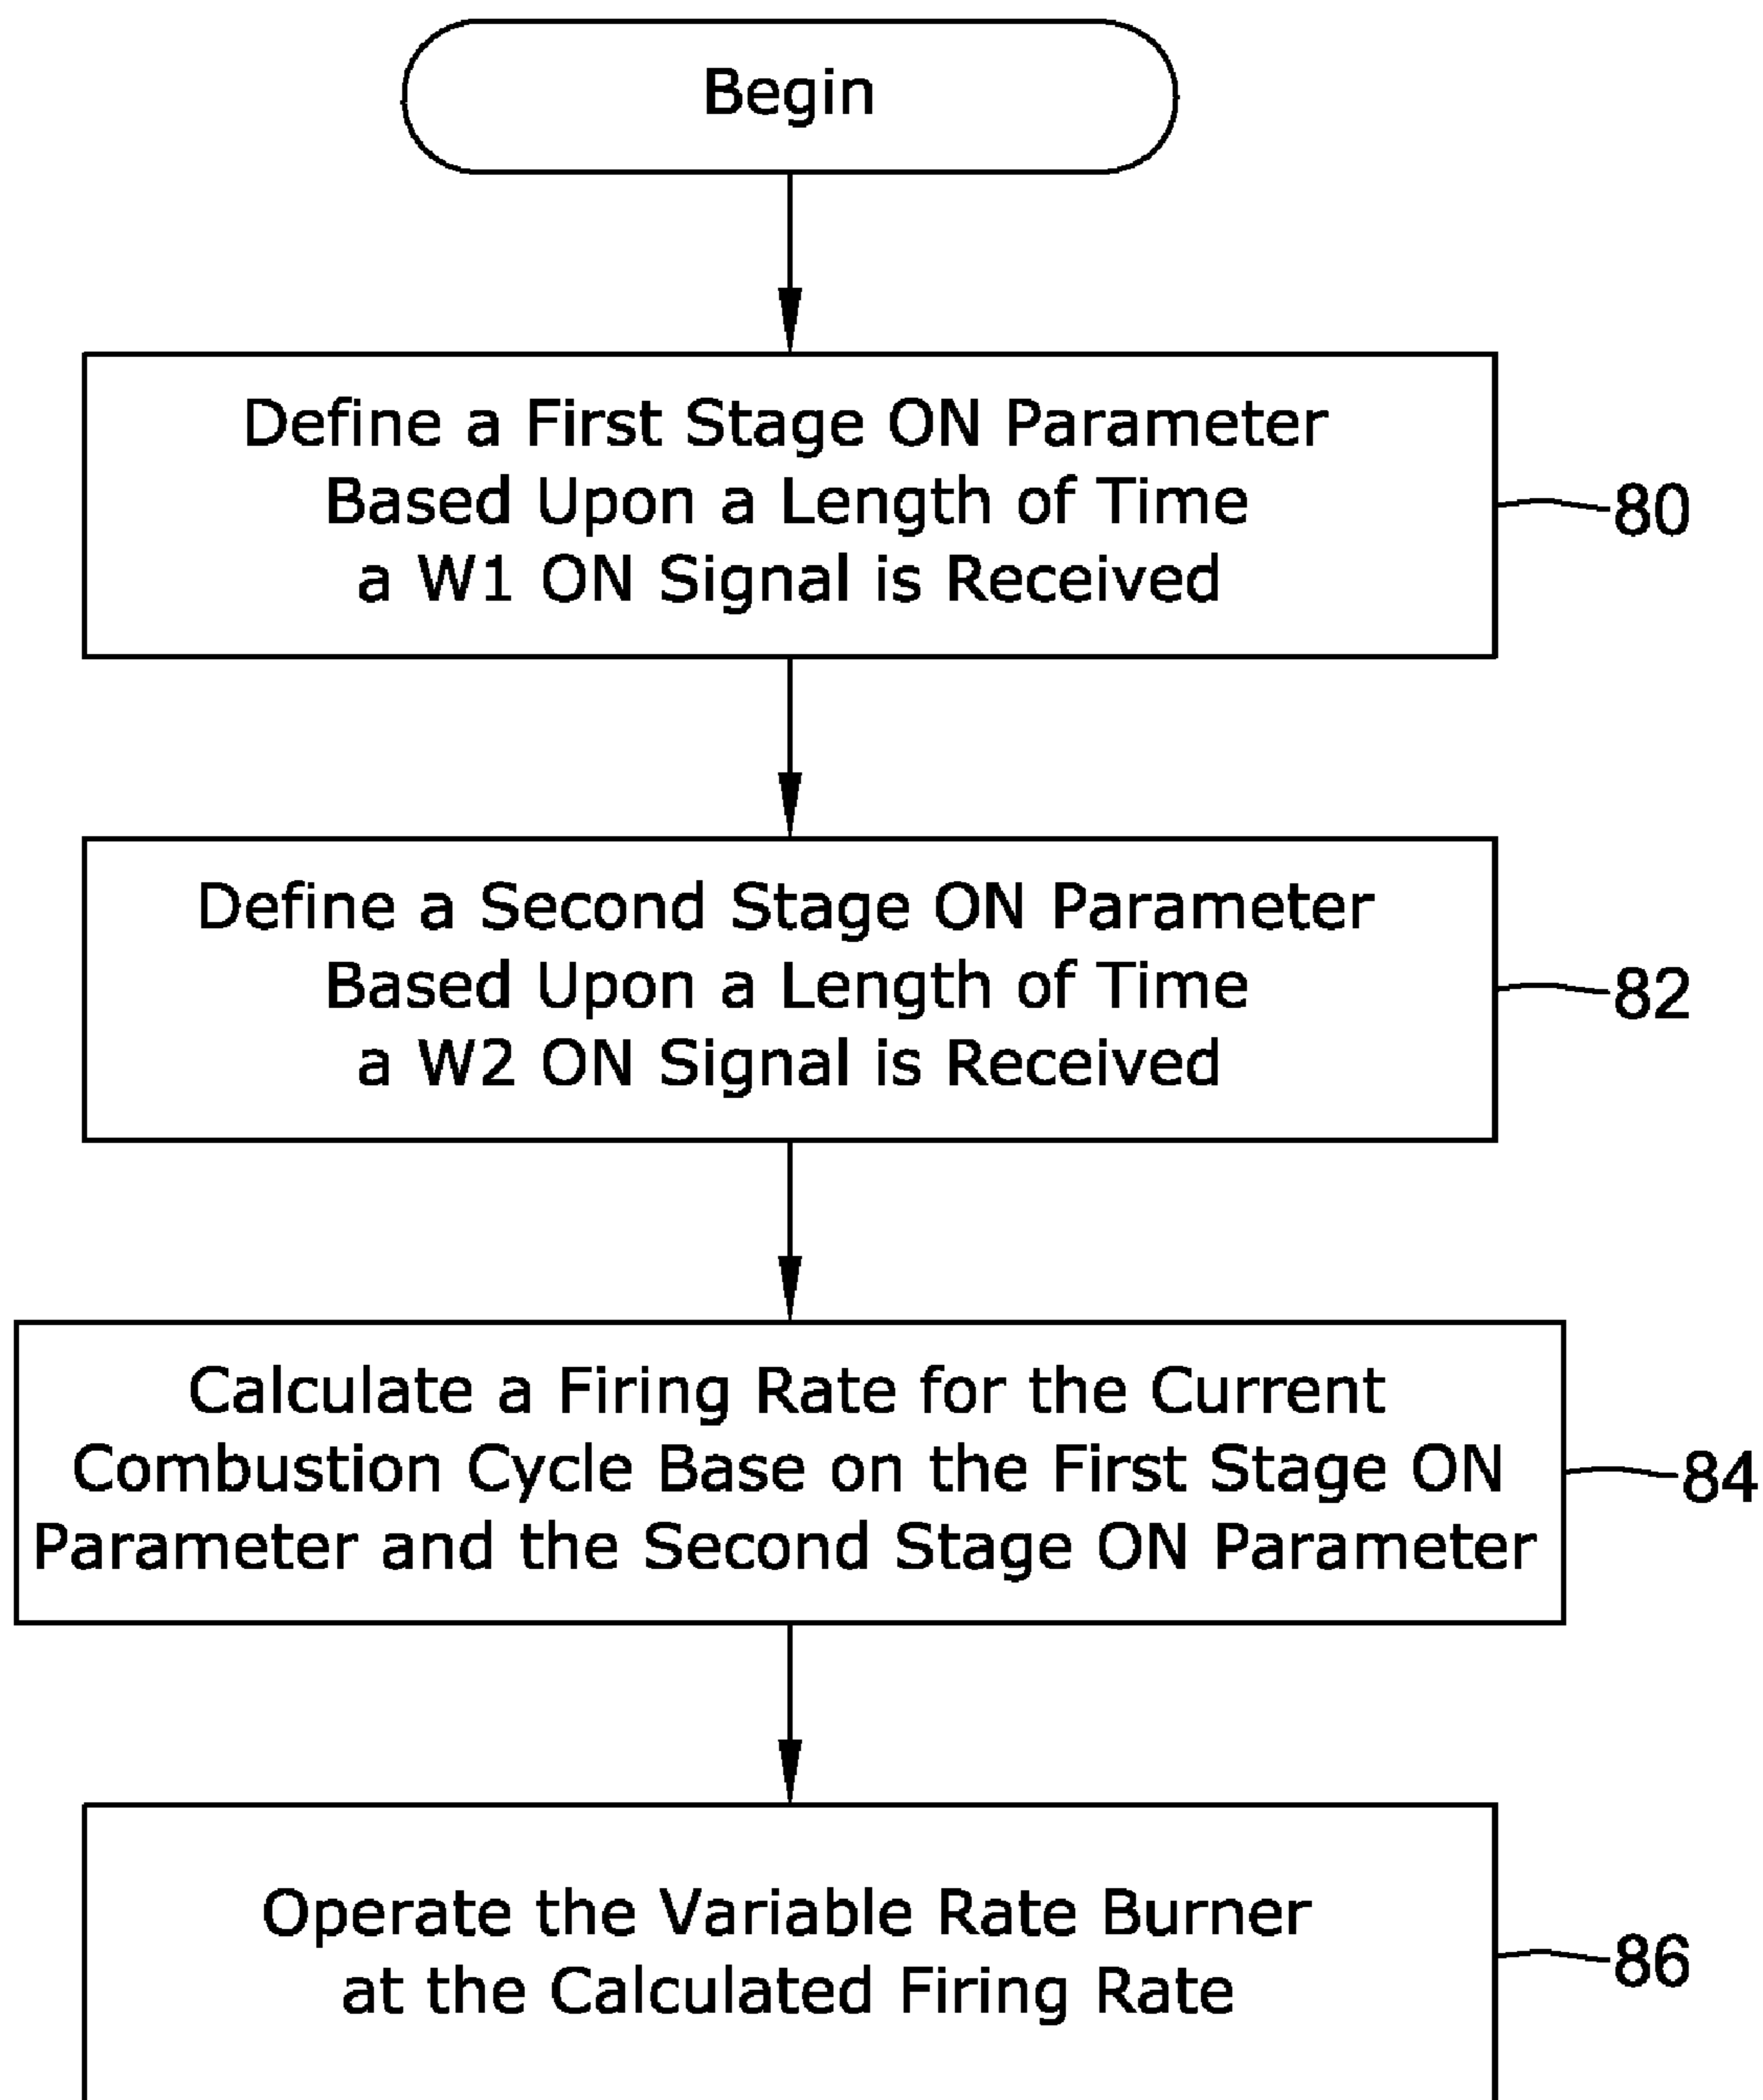 Begin
Define a First Stage ON Parameter
Based Upon a Length of Time
a W1 ON Signal is Received
80
Define a Second Stage ON Parameter
Based Upon a Length of Time
a W2 ON Signal is Received
82
Calculate a Firing Rate for the Current
Combustion Cycle Base on the First Stage ON
Parameter and the Second Stage ON Parameter
84
Operate the Variable Rate Burner
at the Calculated Firing Rate
86